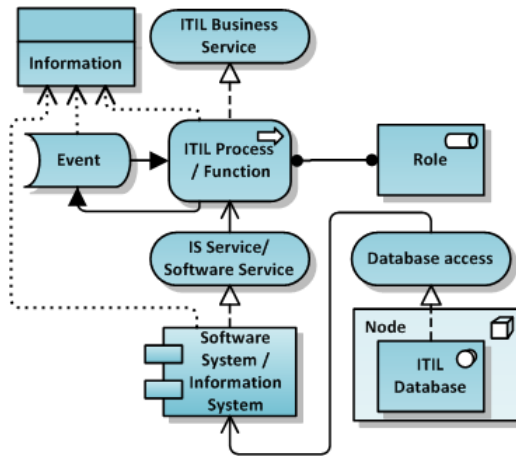 ITIL Business
Service
Information
Event
ITIL Process
/ Function
Role
IS Service/
Software Service
Database access
Software
System /
Information
System
Node
ITIL
Database